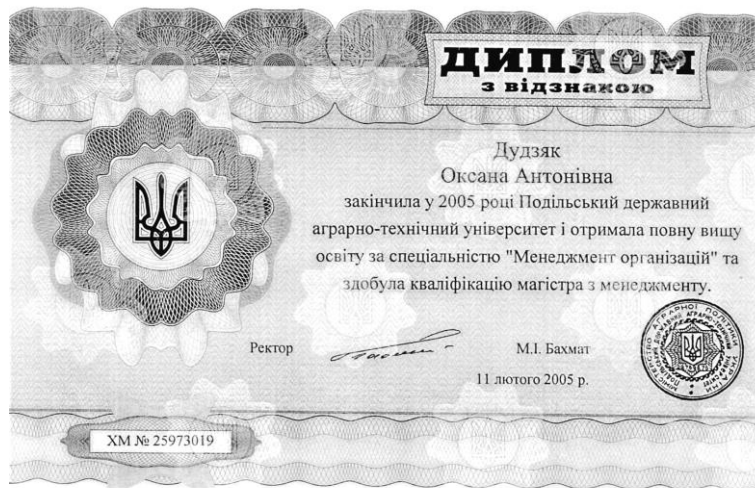 ДИПЛОМ
з відзнакою
Дудзяк
Оксана Антонівна
закінчила у 2005 році Подільський державний
аграрно-технічний університет і отримала повну вищу
освіту за спеціальністю "Менеджмент організацій" та
здобула кваліфікацію магістра з менеджменту.
Ректор
М.І. Бахмат
11 лютого 2005 р.
ХМ № 25973019